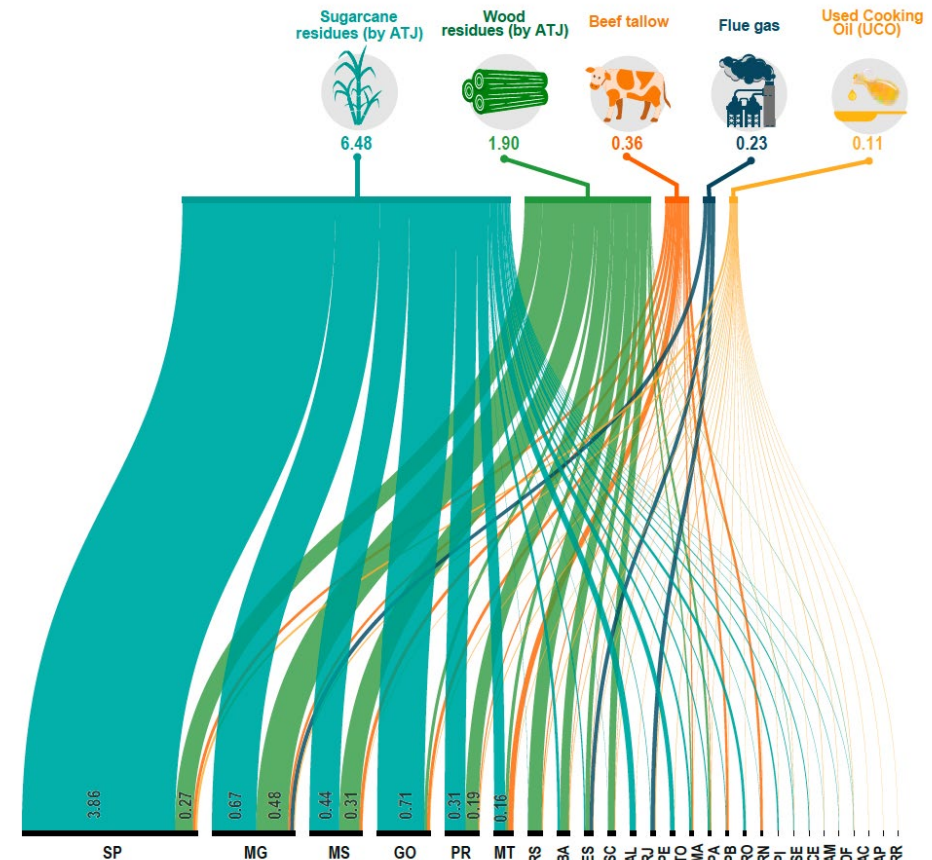 Sugarcane
residues (by ATJ)
Wood
residues (by ATJ)
Beef tallow
Flue gas
Used Cooking
Oil (UCO)
6.48
1.90
0.36
0.23
0.11
3.86
0.27
0.67
0.48
0.44
0.31
0.71
0.31
0.19
0.16
SP
MG
MS
GO
PR
MT
RS
BA
ES
SC
AL
RJ
PE
TO
MA
PA
PB
RO
RN
PI
SE
CE
AM
DF
AC
AP
RR